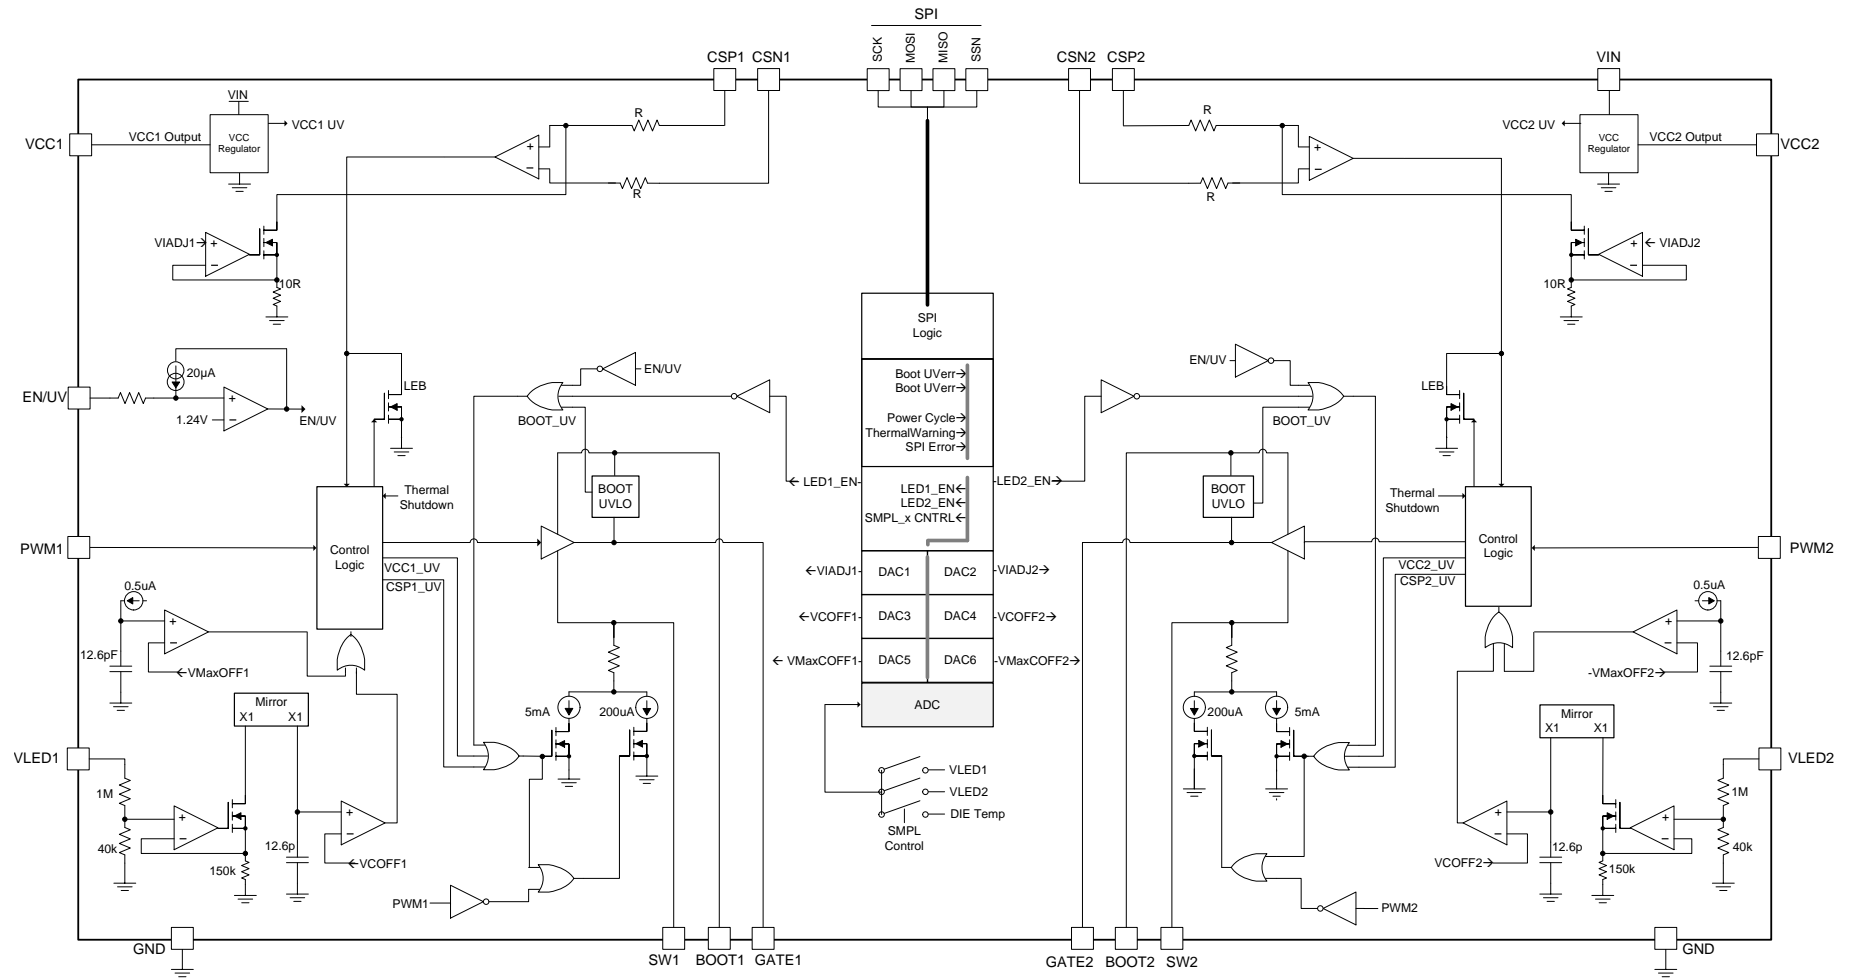 SPI
SCK
MOSI
MISO
SSN
CSP1
CSN1
CSN2
CSP2
VIN
VIN
VCC1
VCC1 Output
VCC
Regulator
VCC1 UV
R
R
R
R
VCC2 UV
VCC
Regulator
VCC2 Output
VCC2
VIADJ1
+
−
10R
+
−
+
−
VIADJ2
+
−
10R
SPI
Logic
EN/UV
20µA
1.24V
+
−
EN/UV
LEB
EN/UV
BOOT_UV
Boot UVerr
Boot UVerr
Power Cycle
ThermalWarning
SPI Error
EN/UV
BOOT_UV
LEB
Thermal
Shutdown
BOOT
UVLO
LED1_EN
LED1_EN
LED2_EN
SMPL_x CNTRL
LED2_EN
BOOT
UVLO
Thermal
Shutdown
PWM1
Control
Logic
VCC1_UV
CSP1_UV
VIADJ1
DAC1
DAC2
VIADJ2
VCOFF1
DAC3
DAC4
VCOFF2
VMaxCOFF1
DAC5
DAC6
VMaxCOFF2
ADC
VCC2_UV
CSP2_UV
Control
Logic
PWM2
0.5uA
12.6pF
+
−
VMaxOFF1
0.5uA
+
−
12.6pF
-VMaxOFF2
Mirror
X1
X1
5mA
200uA
200uA
5mA
Mirror
X1
X1
VLED1
1M
40k
+
−
150k
12.6p
+
−
VCOFF1
VLED1
VLED2
DIE Temp
SMPL
Control
VLED2
1M
40k
+
−
150k
12.6p
+
−
VCOFF2
PWM1
PWM2
GND
SW1
BOOT1
GATE1
GATE2
BOOT2
SW2
GND